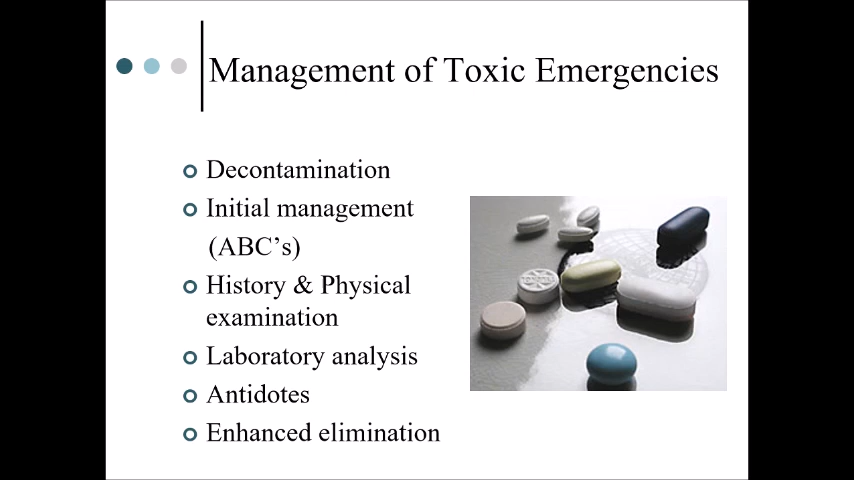 Management of Toxic Emergencies
Decontamination
Initial management
(ABC's)
History & Physical
examination
Laboratory analysis
Antidotes
Enhanced elimination